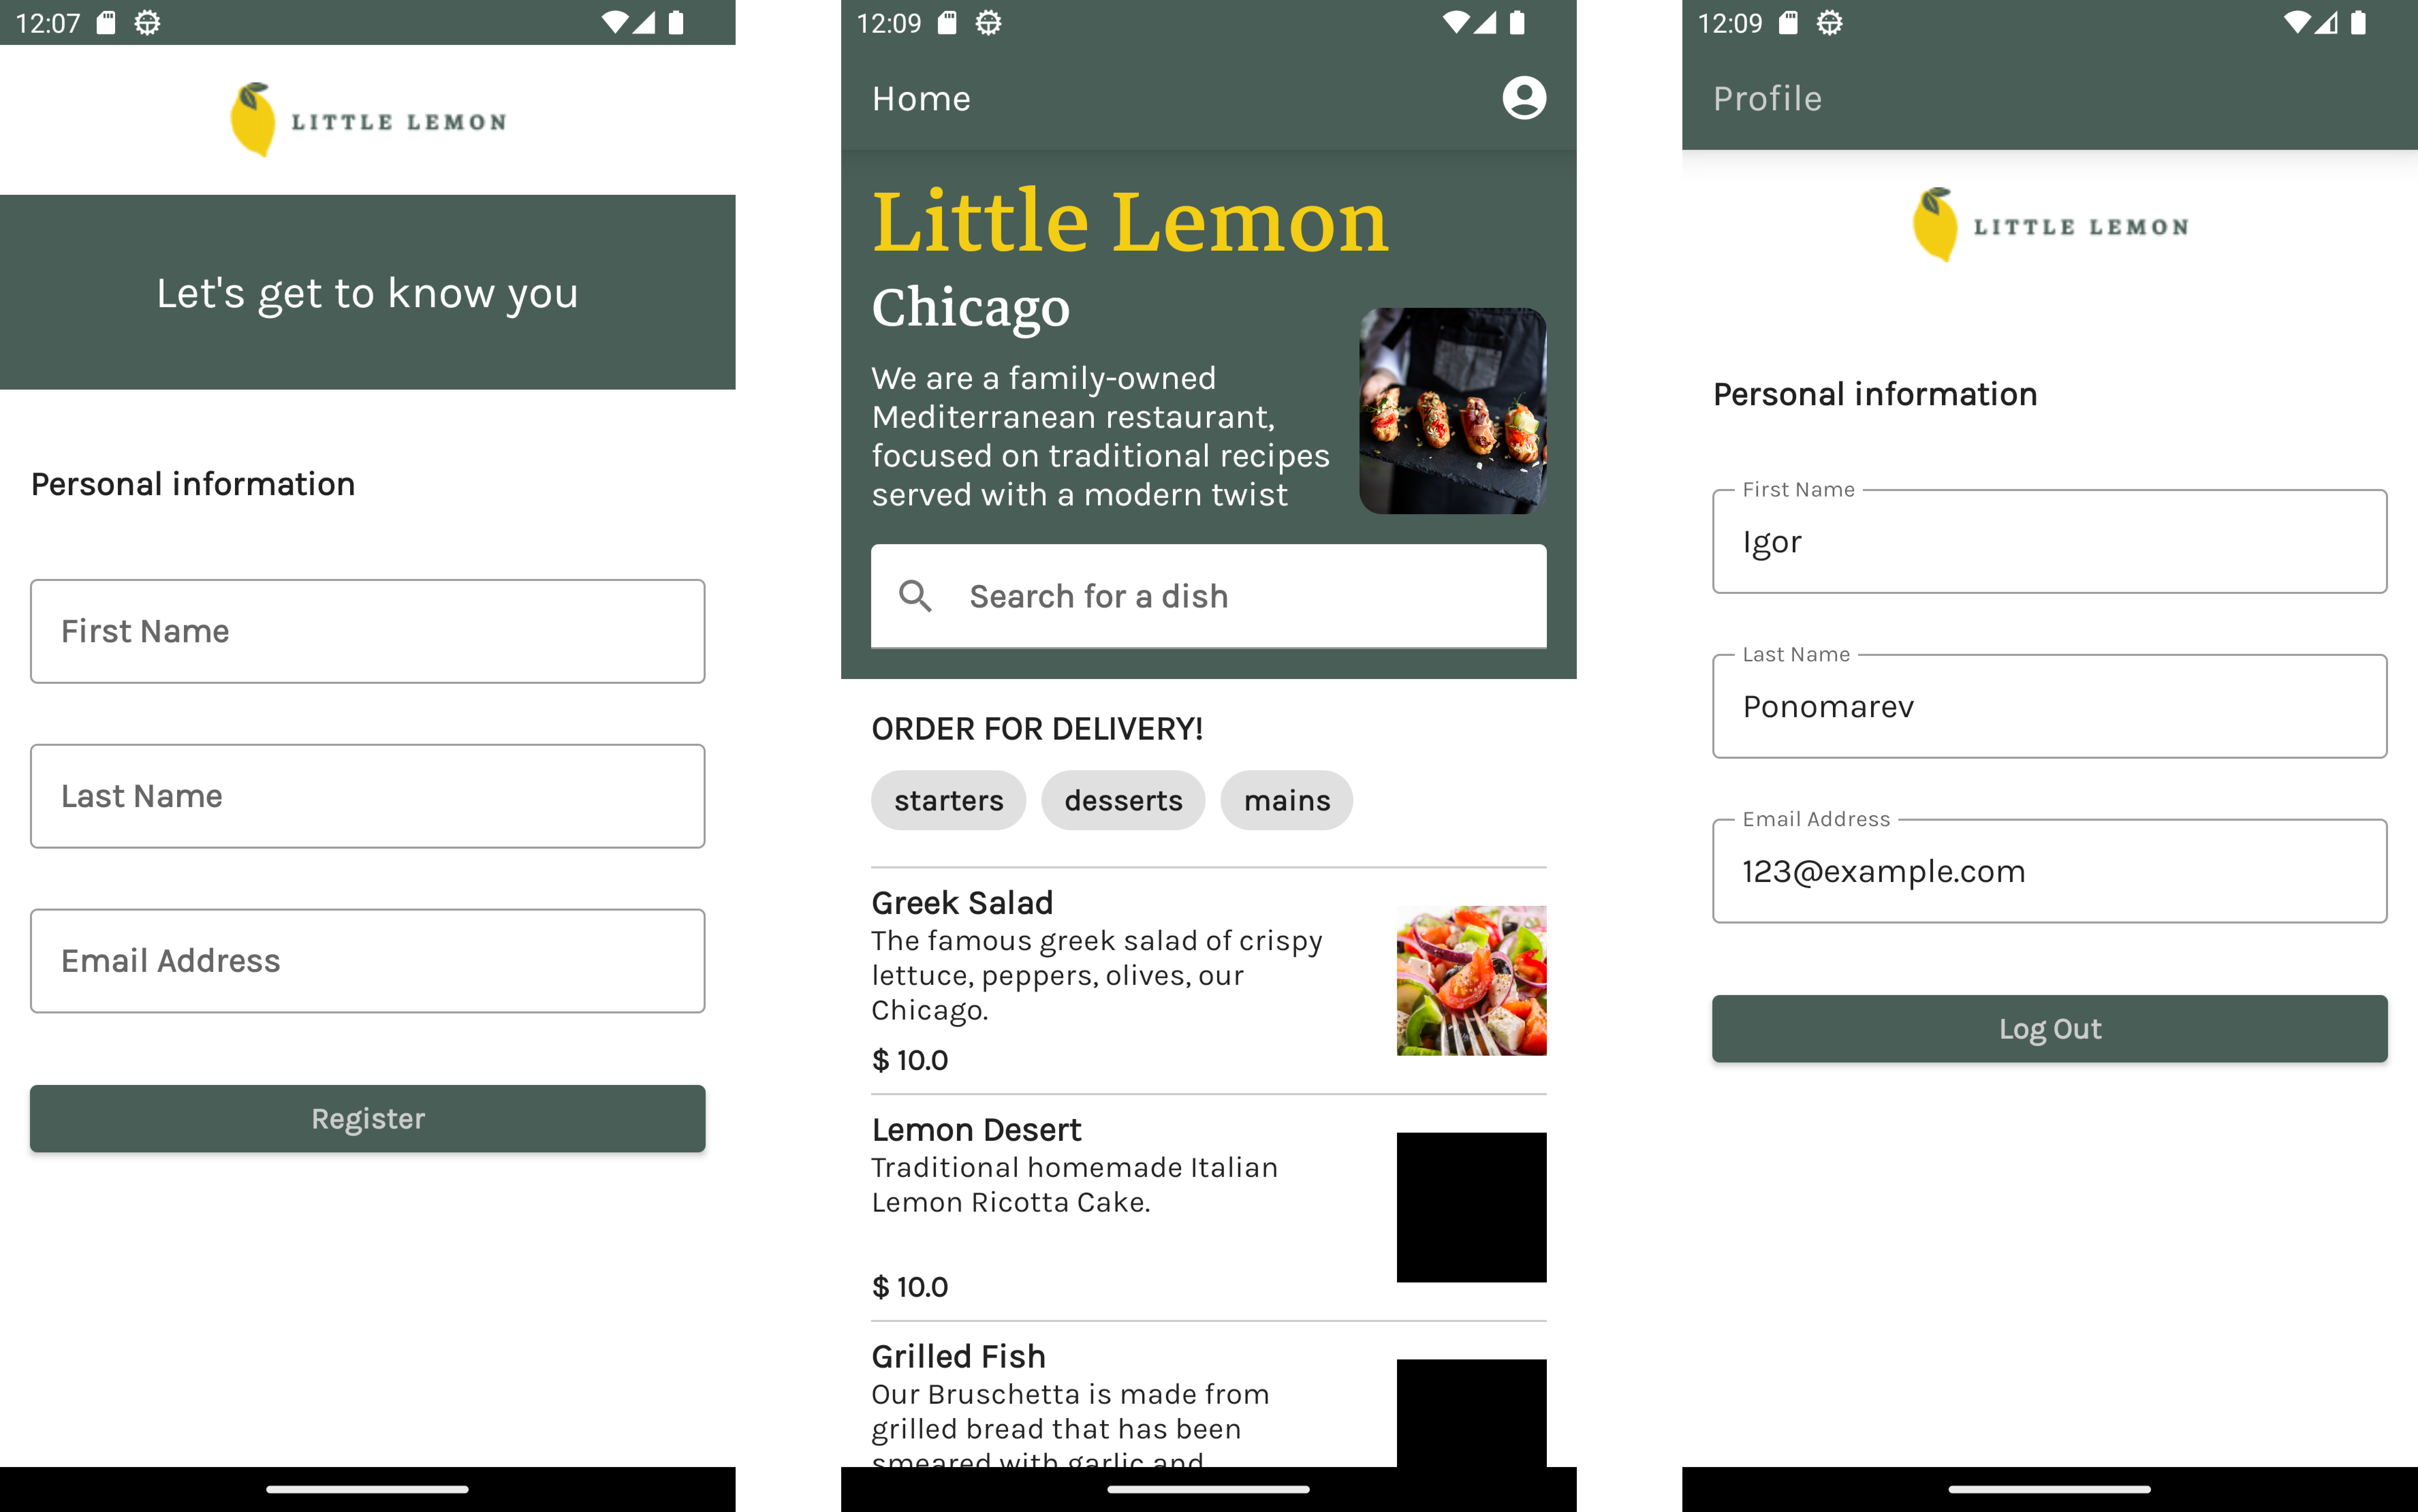 12:07
LITTLE LEMON
Let's get to know you
Personal information
First Name
Last Name
Email Address
Register
12:09
Home
Little Lemon
Chicago
We are a family-owned
Mediterranean restaurant,
focused on traditional recipes
served with a modern twist
Search for a dish
ORDER FOR DELIVERY!
starters desserts mains
Greek Salad
The famous greek salad of crispy
lettuce, peppers, olives, our
Chicago.
$ 10.0
Lemon Desert
Traditional homemade Italian
Lemon Ricotta Cake.
$ 10.0
Grilled Fish
Our Bruschetta is made from
grilled bread that has been
smeared with garlic and
12:09
Profile
LITTLE LEMON
Personal information
First Name
Igor
Last Name
Ponomarev
Email Address
123@example.com
Log Out